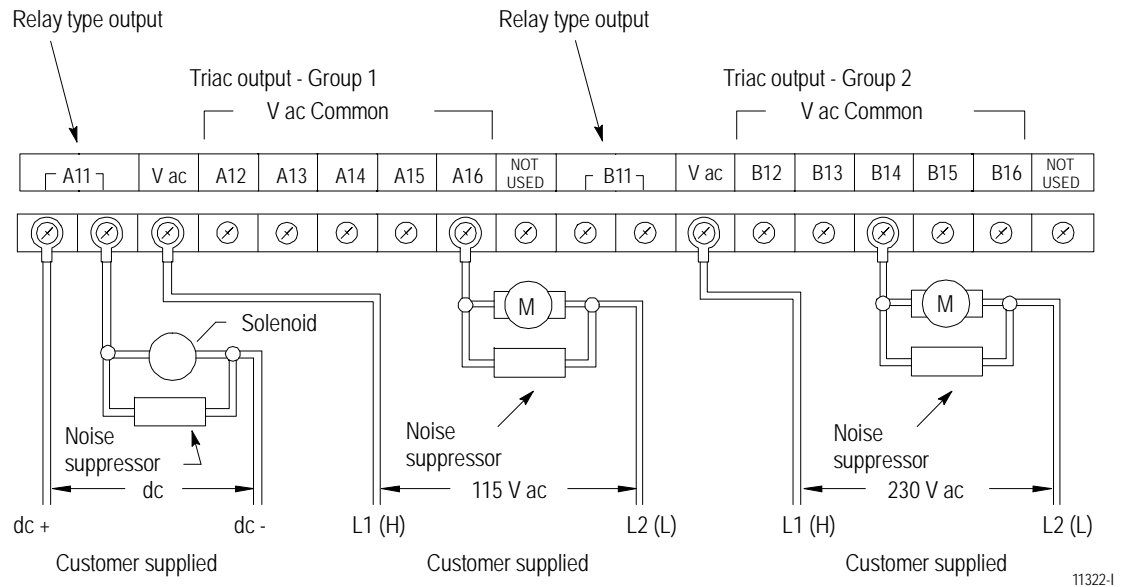 Relay type output
Relay type output
Triac output - Group 1
Triac output - Group 2
V ac Common
V ac Common
A11 V ac A12 A13 A14 A15 A16 NOT USED B11 V ac B12 B13 B14 B15 B16 NOT USED
M
M
Solenoid
Noise
suppressor
Noise
suppressor
Noise
suppressor
dc
115 V ac
230 V ac
dc +
dc -
L1 (H)
L2 (L)
L1 (H)
L2 (L)
Customer supplied
Customer supplied
Customer supplied
11322-I